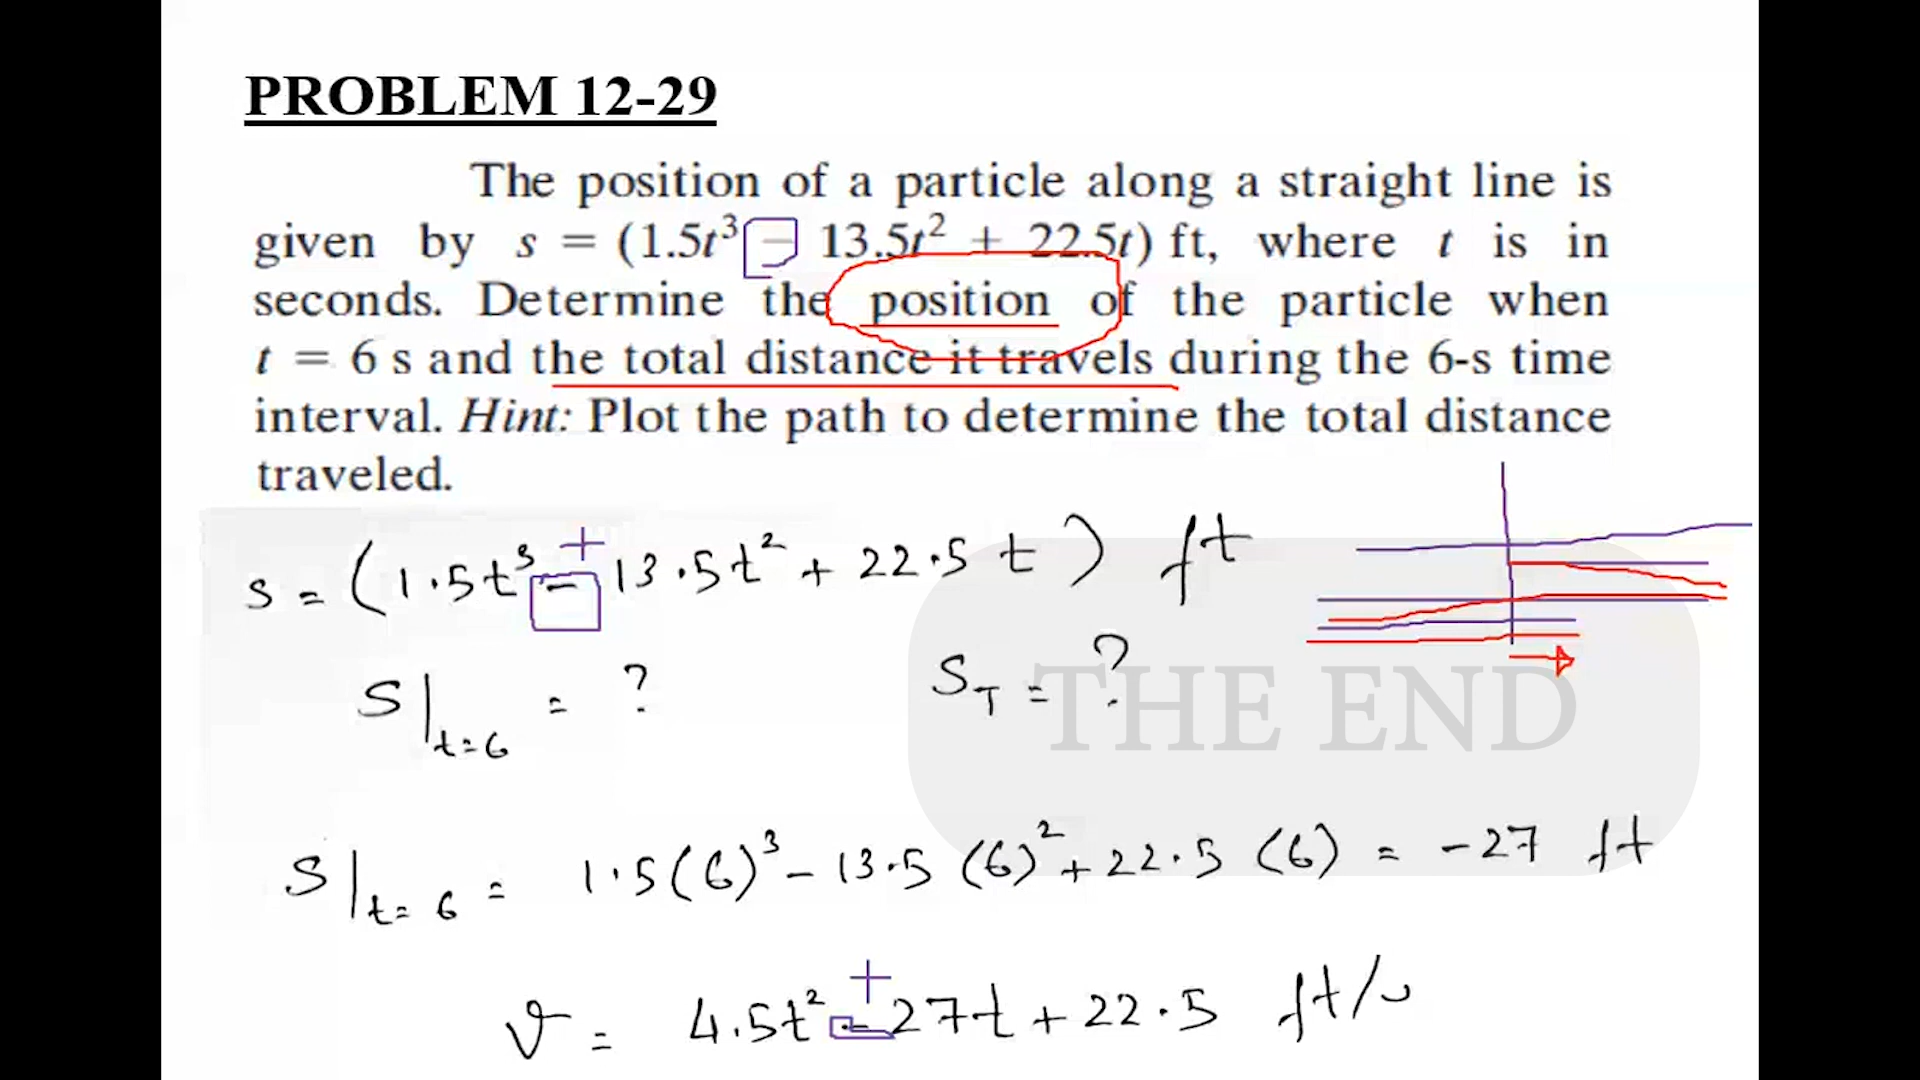 PROBLEM 12-29
The position of a particle along a straight line is
given by s = (1.5t³ − 13.5t² + 22.5t) ft, where t is in
seconds. Determine the position of the particle when
t = 6 s and the total distance it travels during the 6-s time
interval. Hint: Plot the path to determine the total distance
traveled.
+
s = (1.5t³ − 13.5t² + 22.5 t) ft
S|t=6 = ? S_T = ?
THE END
S|t=6 = 1.5(6)³ − 13.5 (6)² + 22.5 (6) = −27 ft
+
v = 4.5t² − 27t + 22.5 ft/s